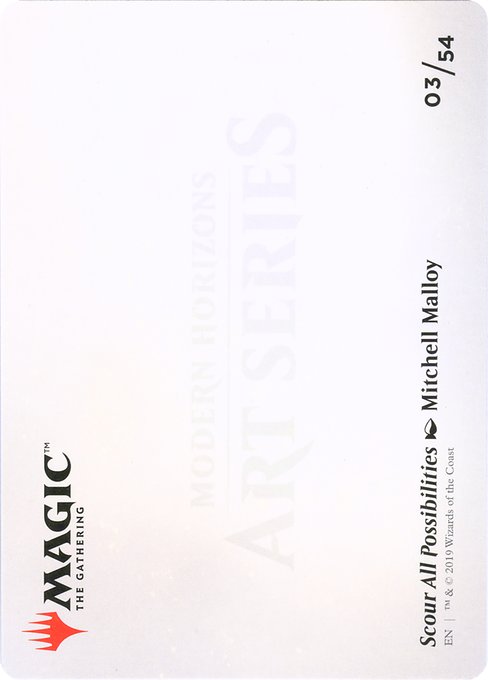 MAGIC™
THE GATHERING
MODERN HORIZONS
ART SERIES
Scour All Possibilities Mitchell Malloy
EN | ™ & © 2019 Wizards of the Coast
03/54